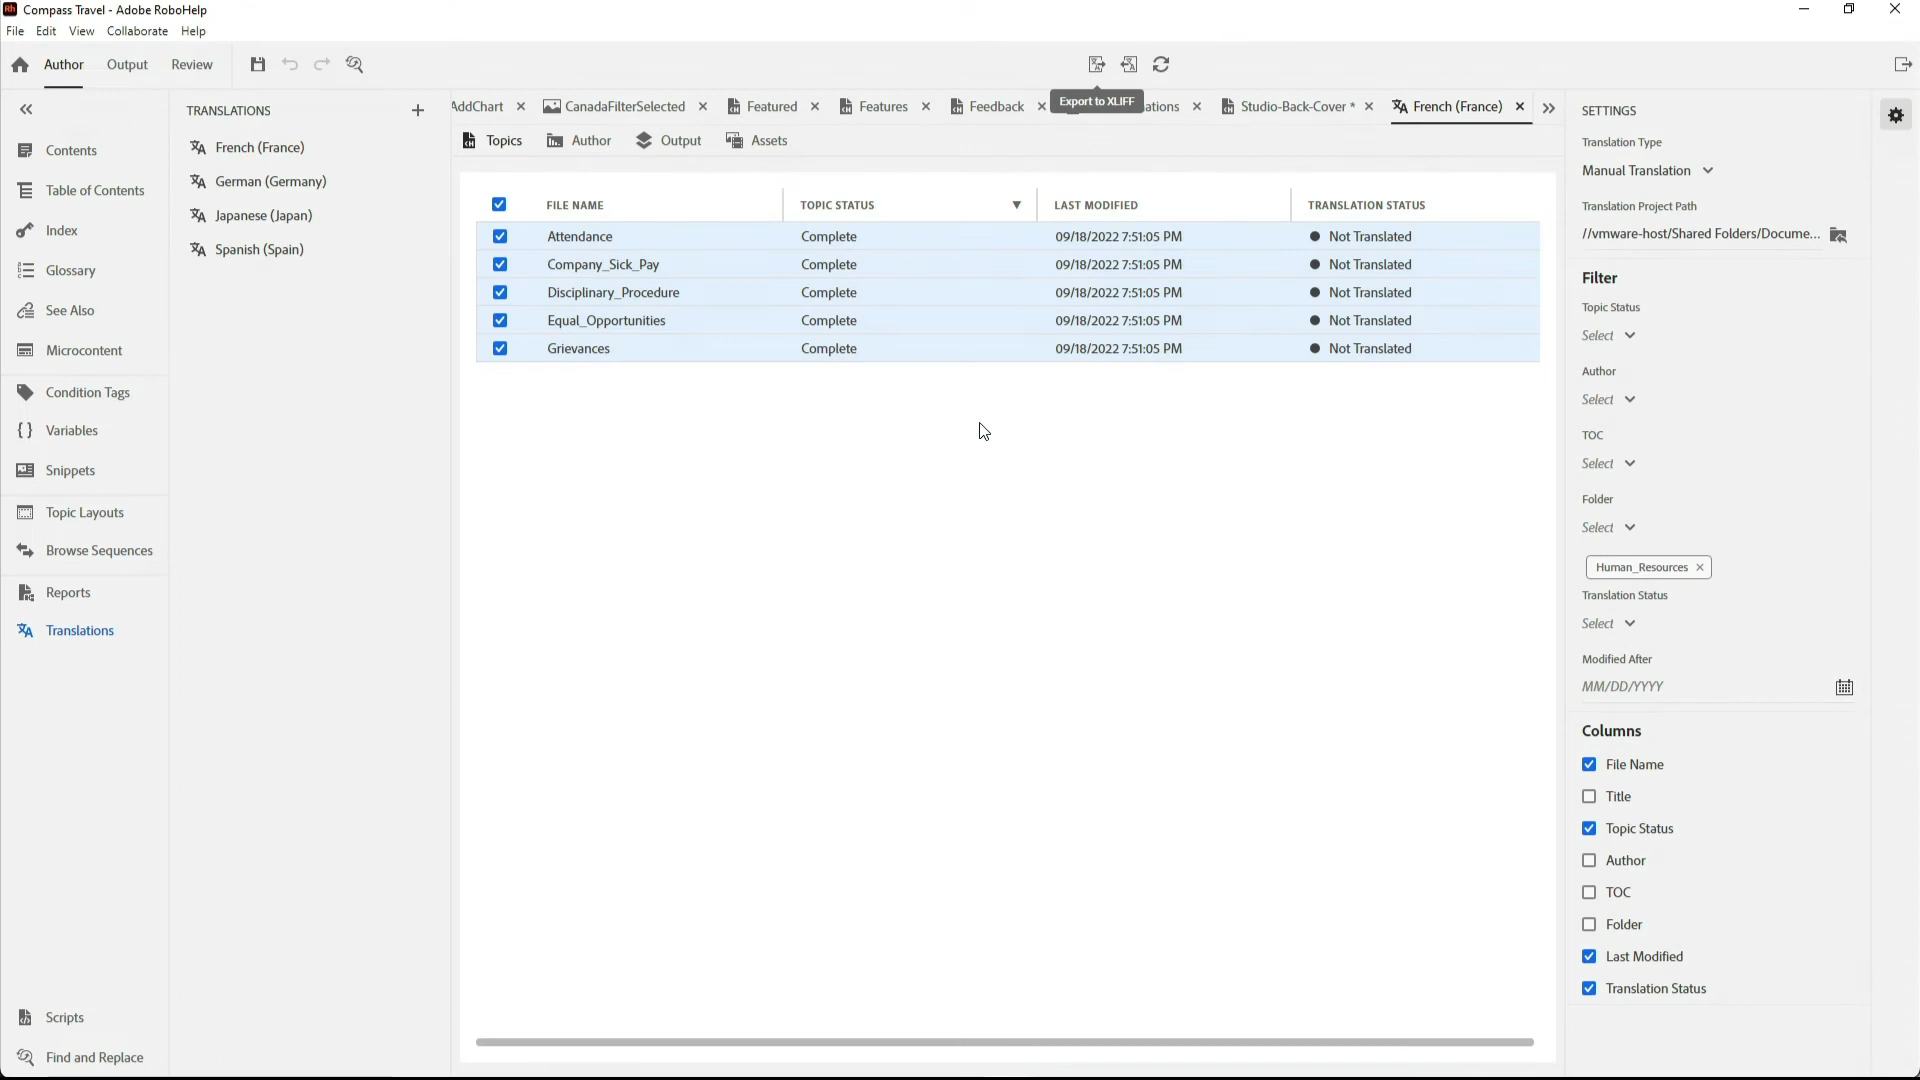 Compass Travel - Adobe RoboHelp
File Edit View Collaborate Help
Author Output Review
Export to XLIFF
TRANSLATIONS
AddChart CanadaFilterSelected Featured Features Feedback ations Studio-Back-Cover * French (France)
SETTINGS
Topics Author Output Assets
Contents
Table of Contents
Index
Glossary
See Also
Microcontent
Condition Tags
Variables
Snippets
Topic Layouts
Browse Sequences
Reports
Translations
Scripts
Find and Replace
French (France)
German (Germany)
Japanese (Japan)
Spanish (Spain)
FILE NAME TOPIC STATUS LAST MODIFIED TRANSLATION STATUS
Attendance Complete 09/18/2022 7:51:05 PM Not Translated
Company_Sick_Pay Complete 09/18/2022 7:51:05 PM Not Translated
Disciplinary_Procedure Complete 09/18/2022 7:51:05 PM Not Translated
Equal_Opportunities Complete 09/18/2022 7:51:05 PM Not Translated
Grievances Complete 09/18/2022 7:51:05 PM Not Translated
Translation Type
Manual Translation
Translation Project Path
//vmware-host/Shared Folders/Docume...
Filter
Topic Status
Select
Author
Select
TOC
Select
Folder
Select
Human_Resources
Translation Status
Select
Modified After
MM/DD/YYYY
Columns
File Name
Title
Topic Status
Author
TOC
Folder
Last Modified
Translation Status